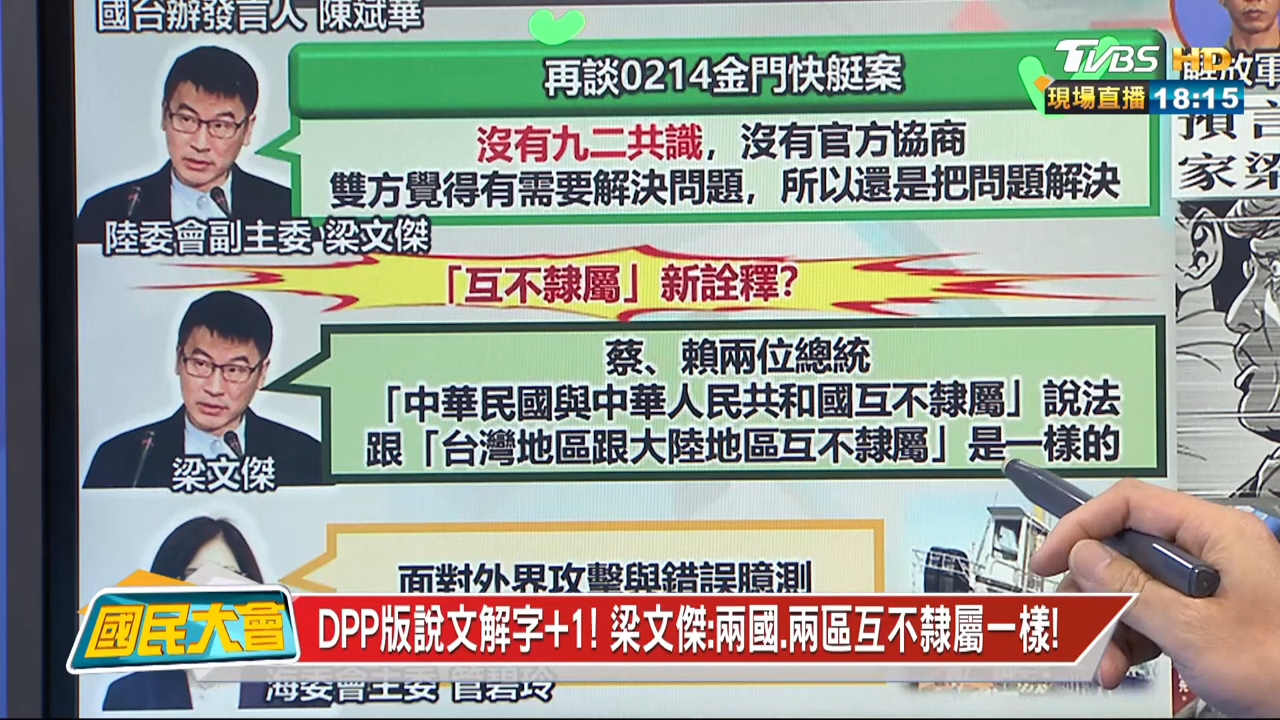 國台辦發言人 陳斌華
TVBS HD
現場直播 18:15
再談0214金門快艇案
沒有九二共識，沒有官方協商
雙方覺得有需要解決問題，所以還是把問題解決
陸委會副主委 梁文傑
解放軍
預言
家梁
「互不隸屬」新詮釋?
蔡、賴兩位總統
「中華民國與中華人民共和國互不隸屬」說法
跟「台灣地區跟大陸地區互不隸屬」是一樣的
梁文傑
面對外界攻擊與錯誤臆測
國民大會
DPP版說文解字+1! 梁文傑:兩國.兩區互不隸屬一樣!
海委會主委 管碧玲